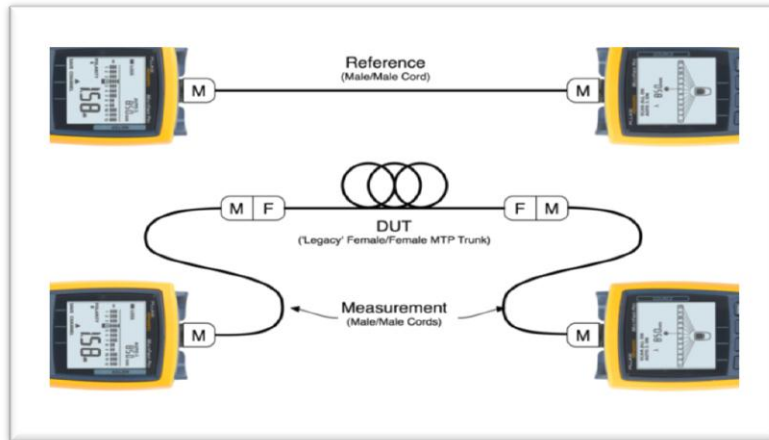 Reference
(Male/Male Cord)
M
M
M F
F M
DUT
('Legacy' Female/Female MTP Trunk)
Measurement
(Male/Male Cords)
M
M